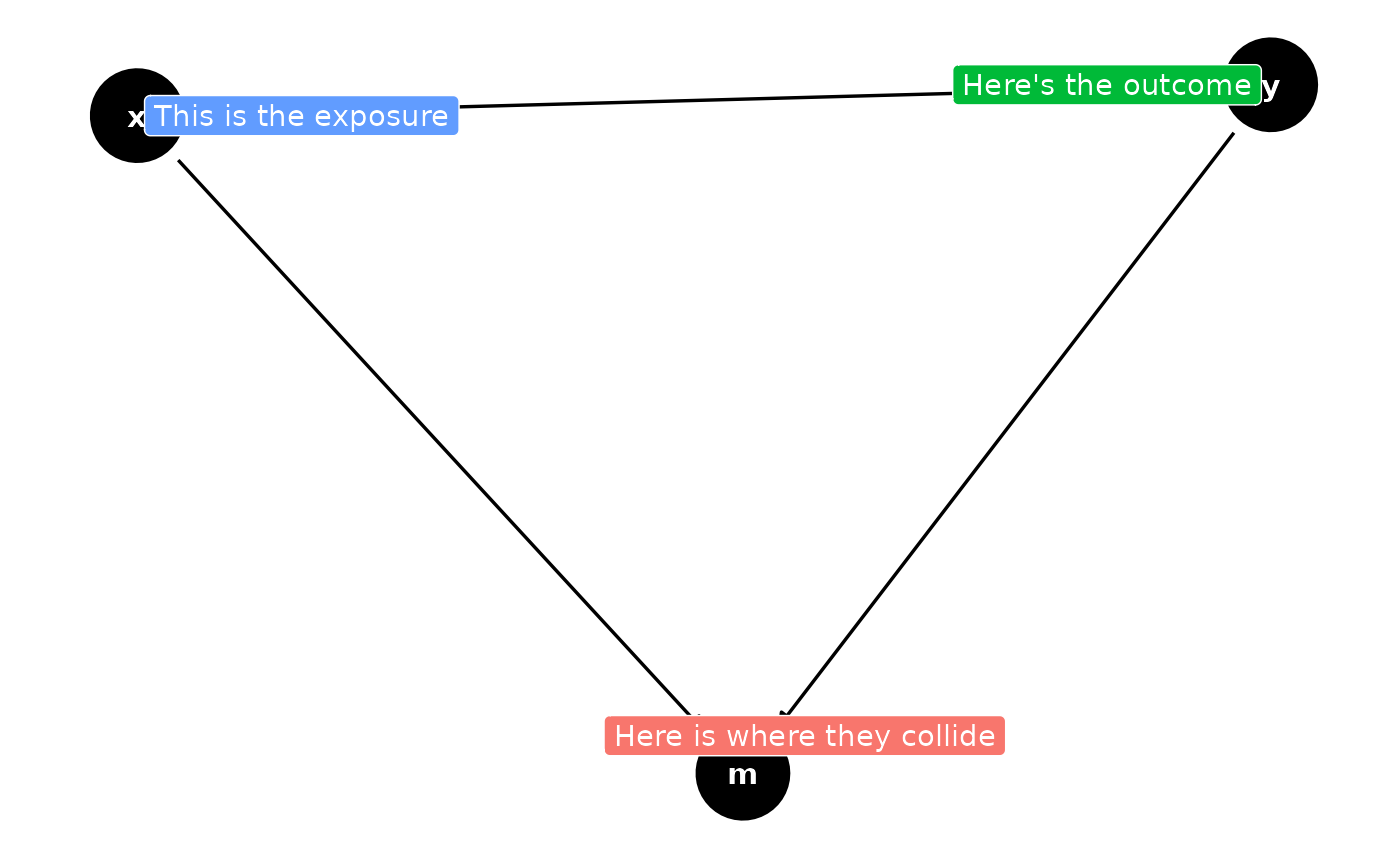 x
This is the exposure
Here's the outcome
y
Here is where they collide
m